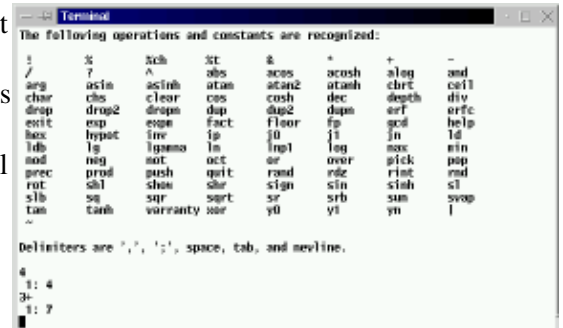 t
s
l
Terminal
The following operations and constants are recognized:
! % %ch %t & * + -
/ ? ^ abs acos acosh alog and
arg asin asinh atan atan2 atanh cbrt ceil
char chs clear cos cosh dec depth div
drop drop2 dropn dup dup2 dupn erf erfc
exit exp expm fact floor fp gcd help
hex hypot inv ip j0 j1 jn ld
ldb lg lgamma ln lnp1 log max min
mod neg not oct or over pick pop
prec prod push quit rand rdz rint rnd
rot shl show shr sign sin sinh sl
slb sq sqr sqrt sr srb sum swap
tan tanh warranty xor y0 y1 yn |
~
Delimiters are ',', ';', space, tab, and newline.
4
1: 4
3+
1: 7